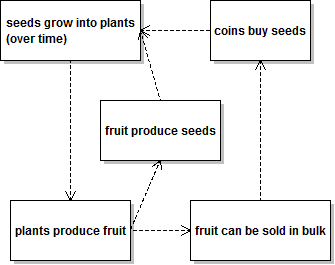 seeds grow into plants
(over time)
coins buy seeds
fruit produce seeds
plants produce fruit
fruit can be sold in bulk